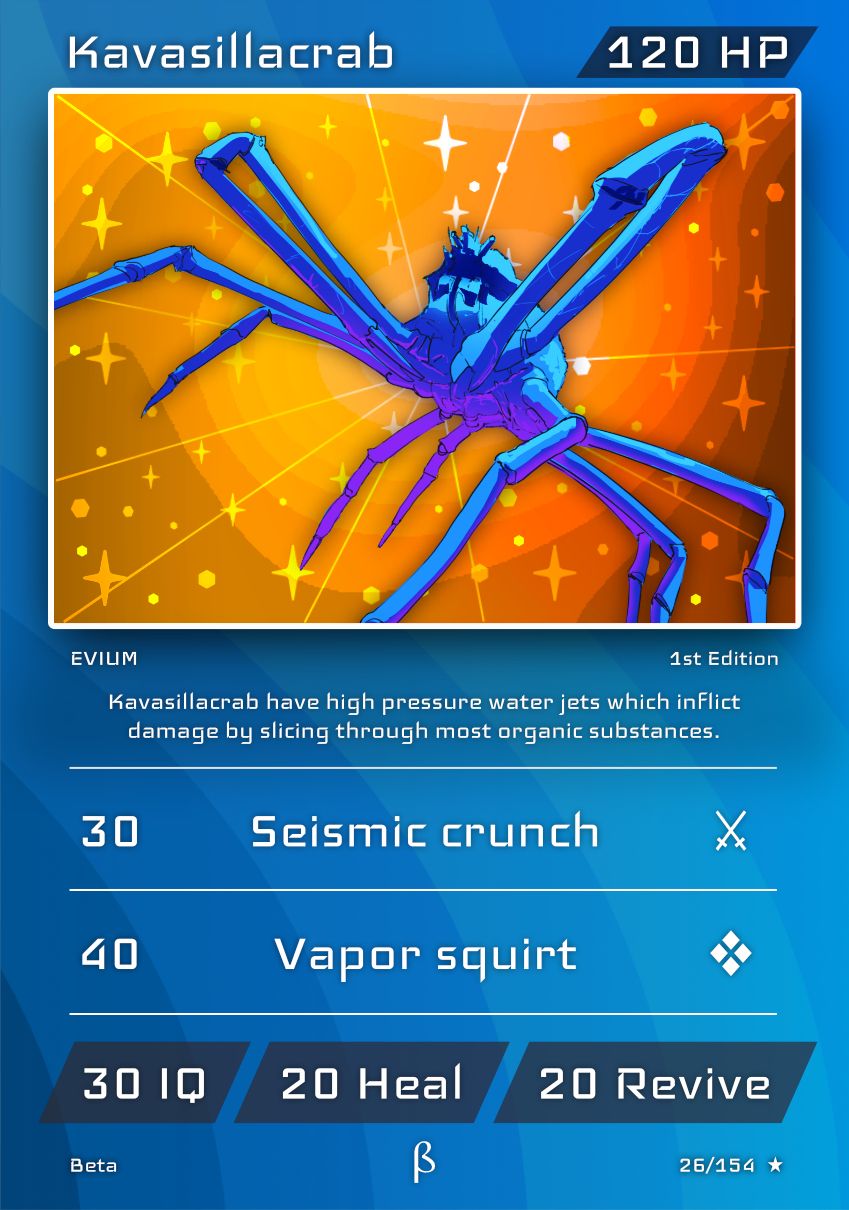 Kavasillacrab
120 HP
EVIUM
1st Edition
Kavasillacrab have high pressure water jets which inflict
damage by slicing through most organic substances.
30 Seismic crunch
40 Vapor squirt
30 IQ 20 Heal 20 Revive
Beta β 26/154 ★